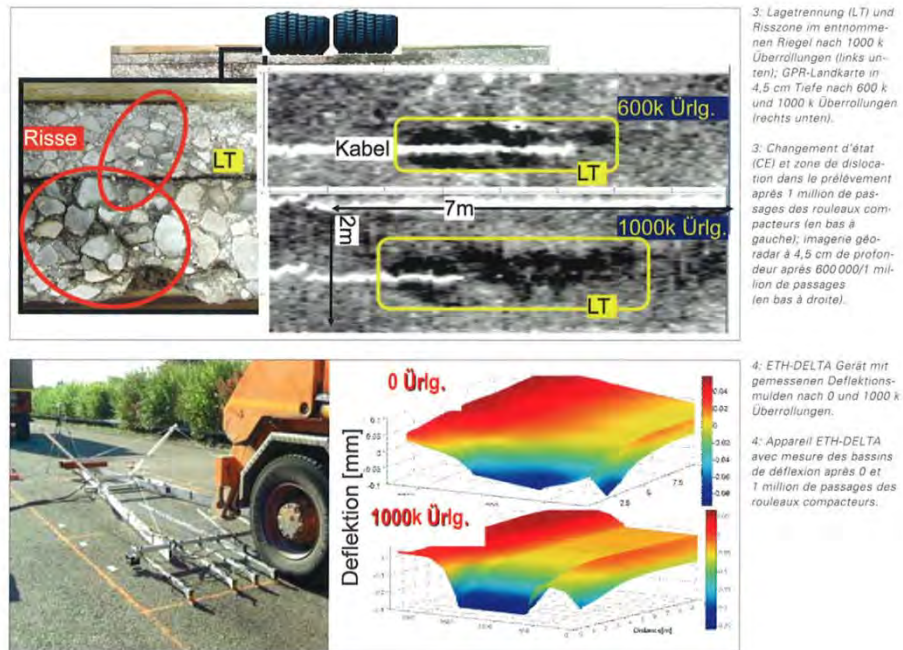 600k Ürlg.
Risse
LT
Kabel
LT
7m
2m
1000k Ürlg.
LT
3: Lagetrennung (LT) und
Risszone im entnomme-
nen Riegel nach 1000 k
Überrollungen (links un-
ten); GPR-Landkarte in
4,5 cm Tiefe nach 600 k
und 1000 k Überrollungen
(rechts unten).
3: Changement d'état
(CE) et zone de disloca-
tion dans le prélèvement
après 1 million de pas-
sages des rouleaux com-
pacteurs (en bas à
gauche); imagerie géo-
radar à 4,5 cm de profon-
deur après 600 000/1 mil-
lion de passages
(en bas à droite).
0 Ürlg.
1000k Ürlg.
Deflektion [mm]
4: ETH-DELTA Gerät mit
gemessenen Deflektions-
mulden nach 0 und 1000 k
Überrollungen.
4: Appareil ETH-DELTA
avec mesure des bassins
de déflexion après 0 et
1 million de passages des
rouleaux compacteurs.